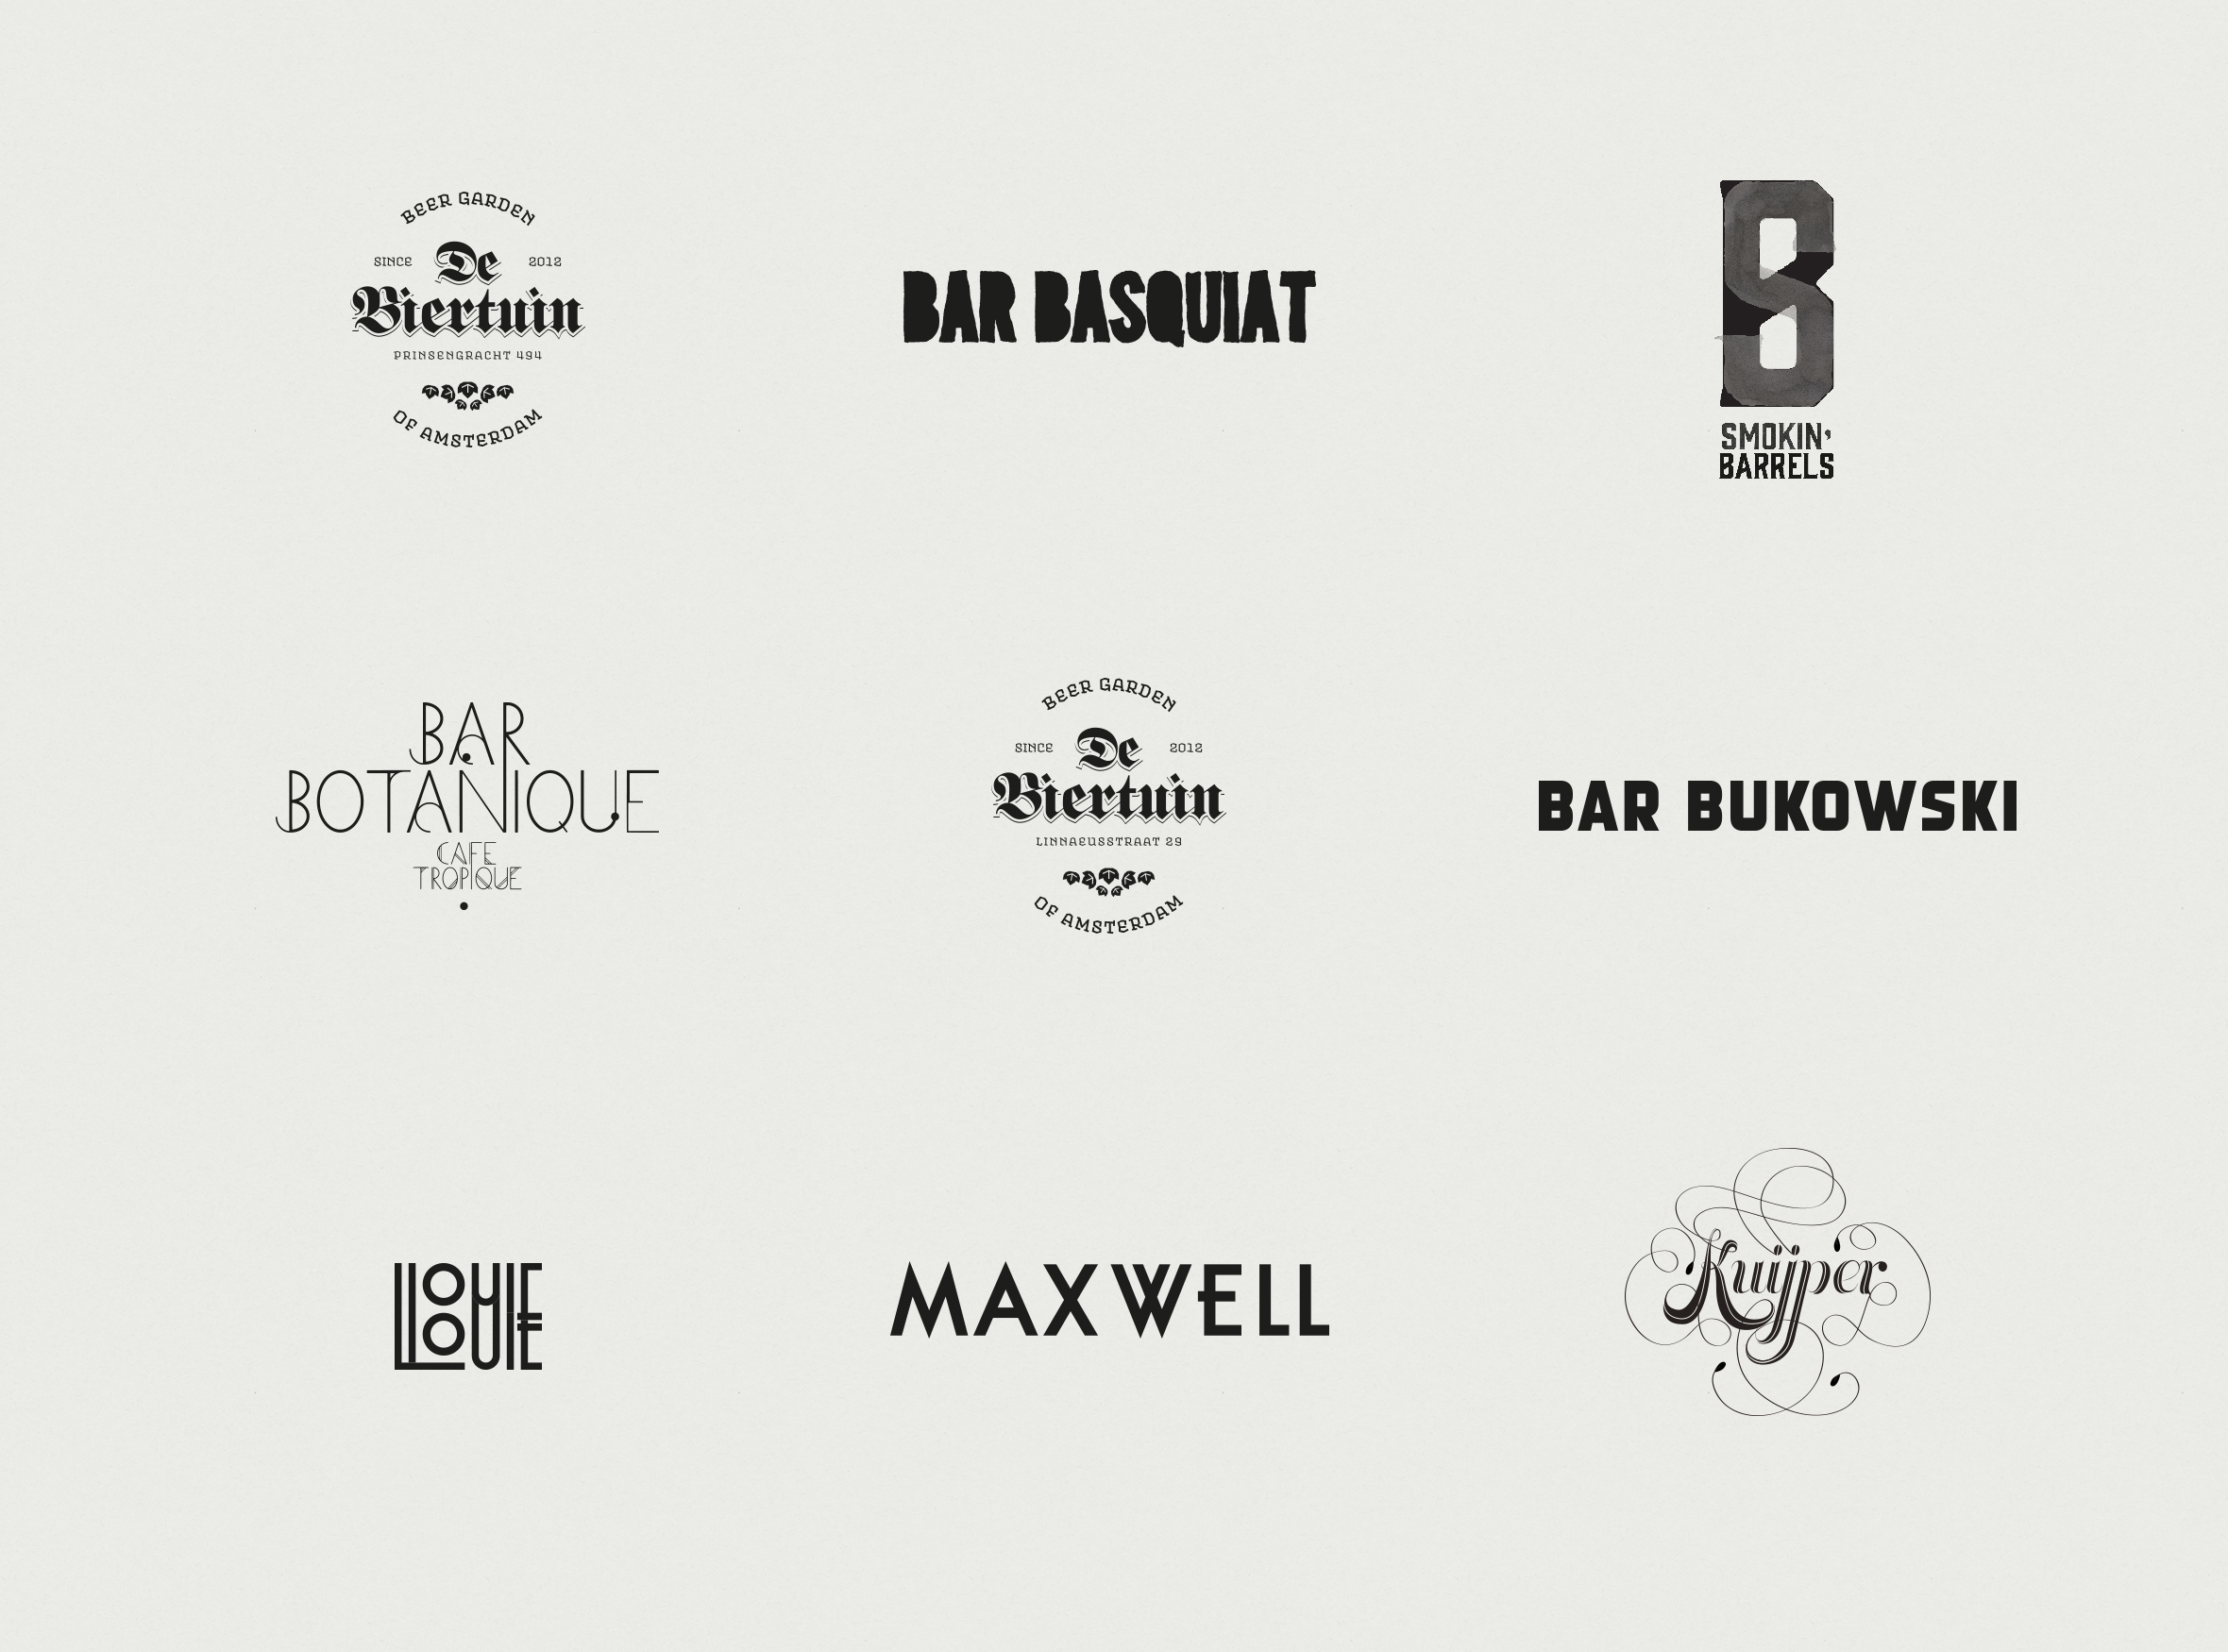 BEER GARDEN
SINCE De 2012
Biertuin
PRINSENGRACHT 494
OF AMSTERDAM
BAR BASQUIAT
SMOKIN'
BARRELS
BAR
BOTANIQUE
CAFE
TROPIQUE
BEER GARDEN
SINCE De 2012
Biertuin
LINNAEUSSTRAAT 29
OF AMSTERDAM
BAR BUKOWSKI
LOUIE
LOUIE
MAXWELL
Kuijper